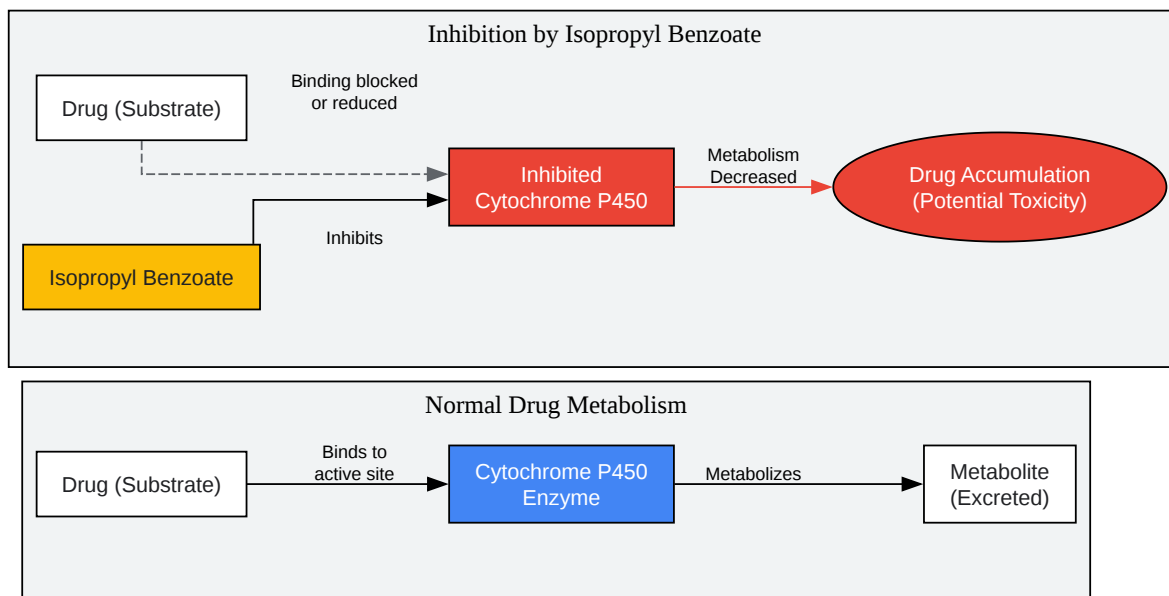 Inhibition by Isopropyl Benzoate
Drug (Substrate)
Binding blocked
or reduced
Inhibited
Cytochrome P450
Metabolism
Decreased
Drug Accumulation
(Potential Toxicity)
Inhibits
Isopropyl Benzoate
Normal Drug Metabolism
Drug (Substrate)
Binds to
active site
Cytochrome P450
Enzyme
Metabolizes
Metabolite
(Excreted)